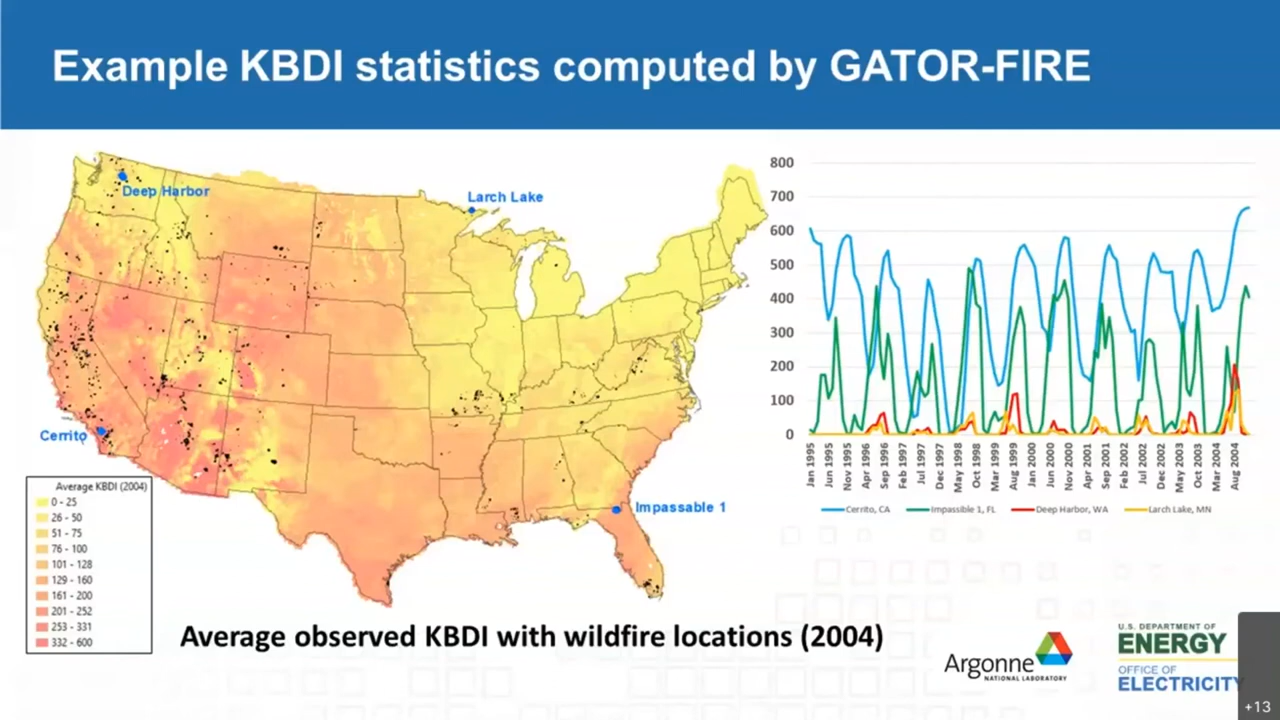 Example KBDI statistics computed by GATOR-FIRE
Deep Harbor
Larch Lake
Cerrito
Impassable 1
Average KBDI (2004)
0 - 25
26 - 50
51 - 75
76 - 100
101 - 128
129 - 160
161 - 200
201 - 252
253 - 331
332 - 600
Average observed KBDI with wildfire locations (2004)
800
700
600
500
400
300
200
100
0
Jan 1995
Jun 1995
Nov 1995
Apr 1996
Sep 1996
Feb 1997
Jul 1997
Dec 1997
May 1998
Oct 1998
Mar 1999
Aug 1999
Jan 2000
Jun 2000
Nov 2000
Apr 2001
Sep 2001
Feb 2002
Jul 2002
Dec 2002
May 2003
Oct 2003
Mar 2004
Aug 2004
Cerrito, CA
Impassible 1, FL
Deep Harbor, WA
Larch Lake, MN
Argonne
NATIONAL LABORATORY
U.S. DEPARTMENT OF
ENERGY
OFFICE OF
ELECTRICITY
+13